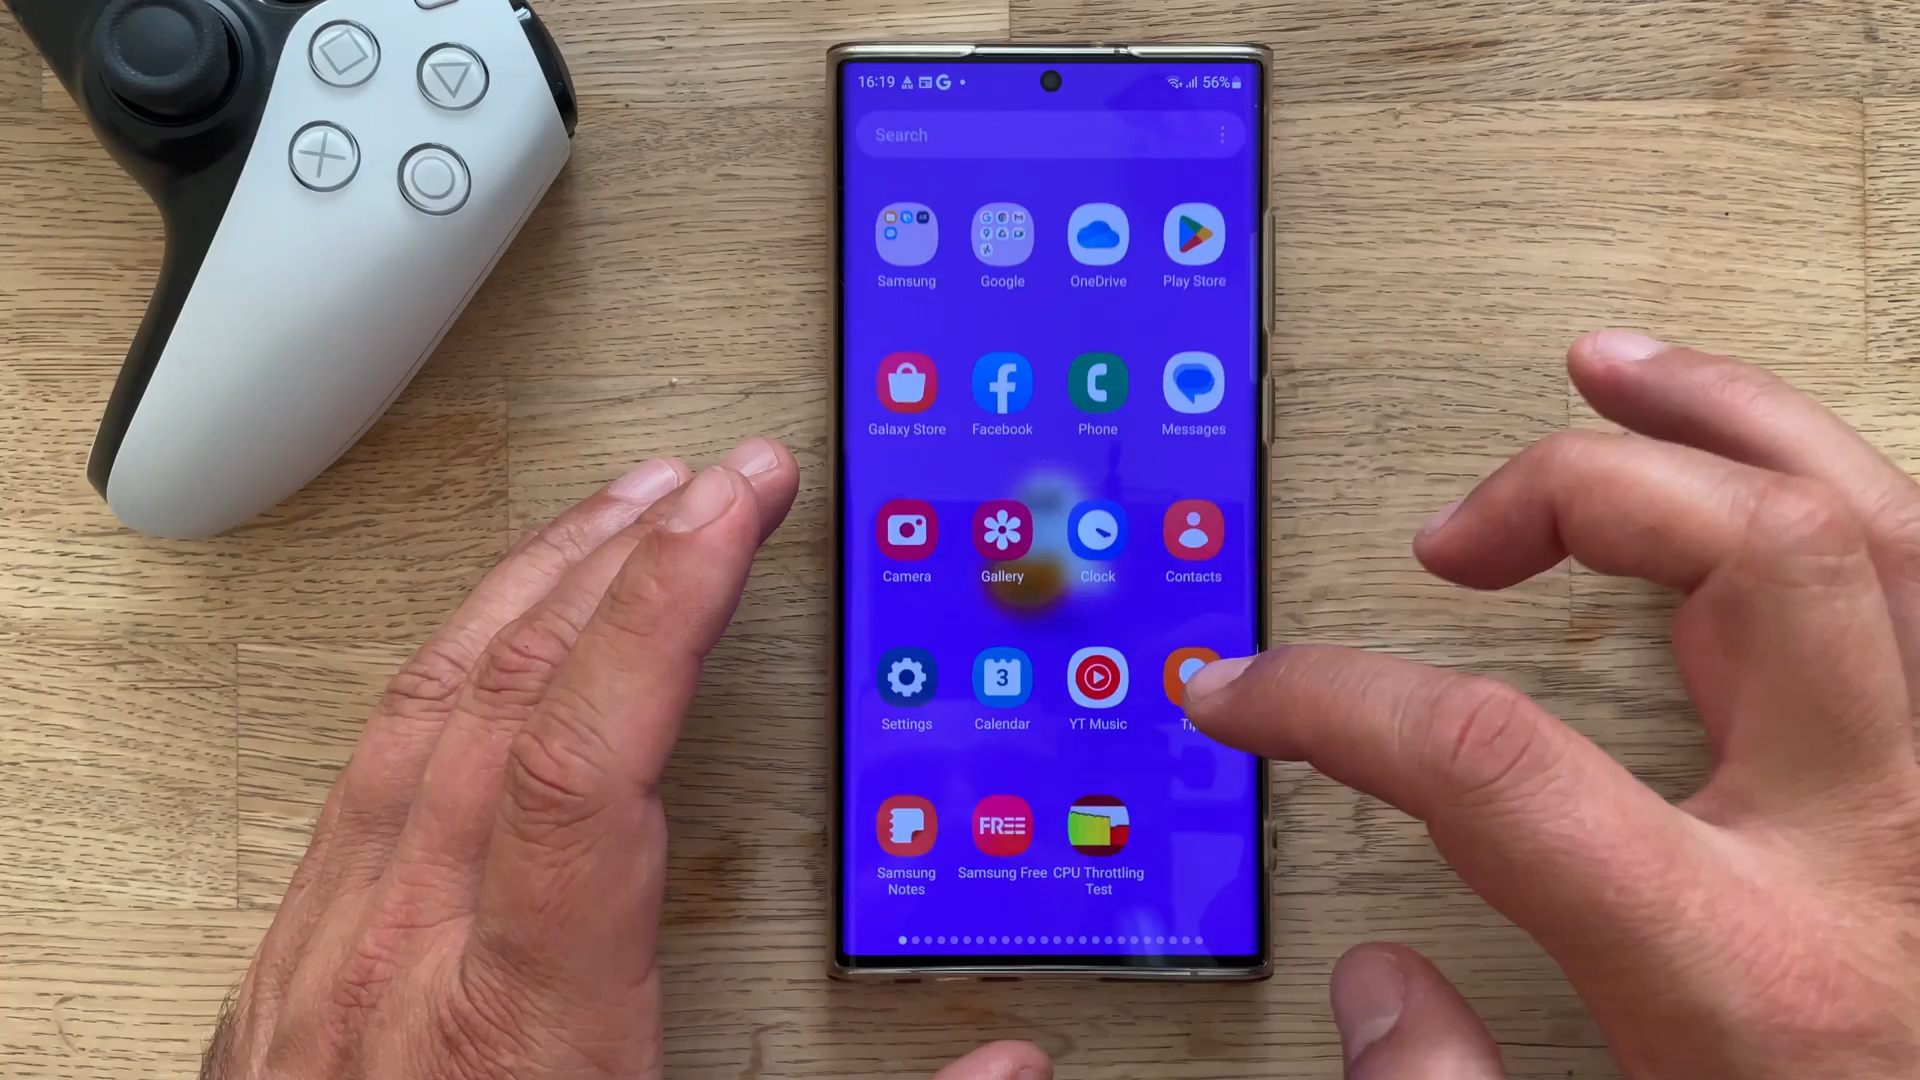 16:19 G 56%
Search
Samsung Google OneDrive Play Store
Galaxy Store Facebook Phone Messages
Camera Gallery Clock Contacts
3
Settings Calendar YT Music
FREE
Samsung Notes Samsung Free CPU Throttling Test